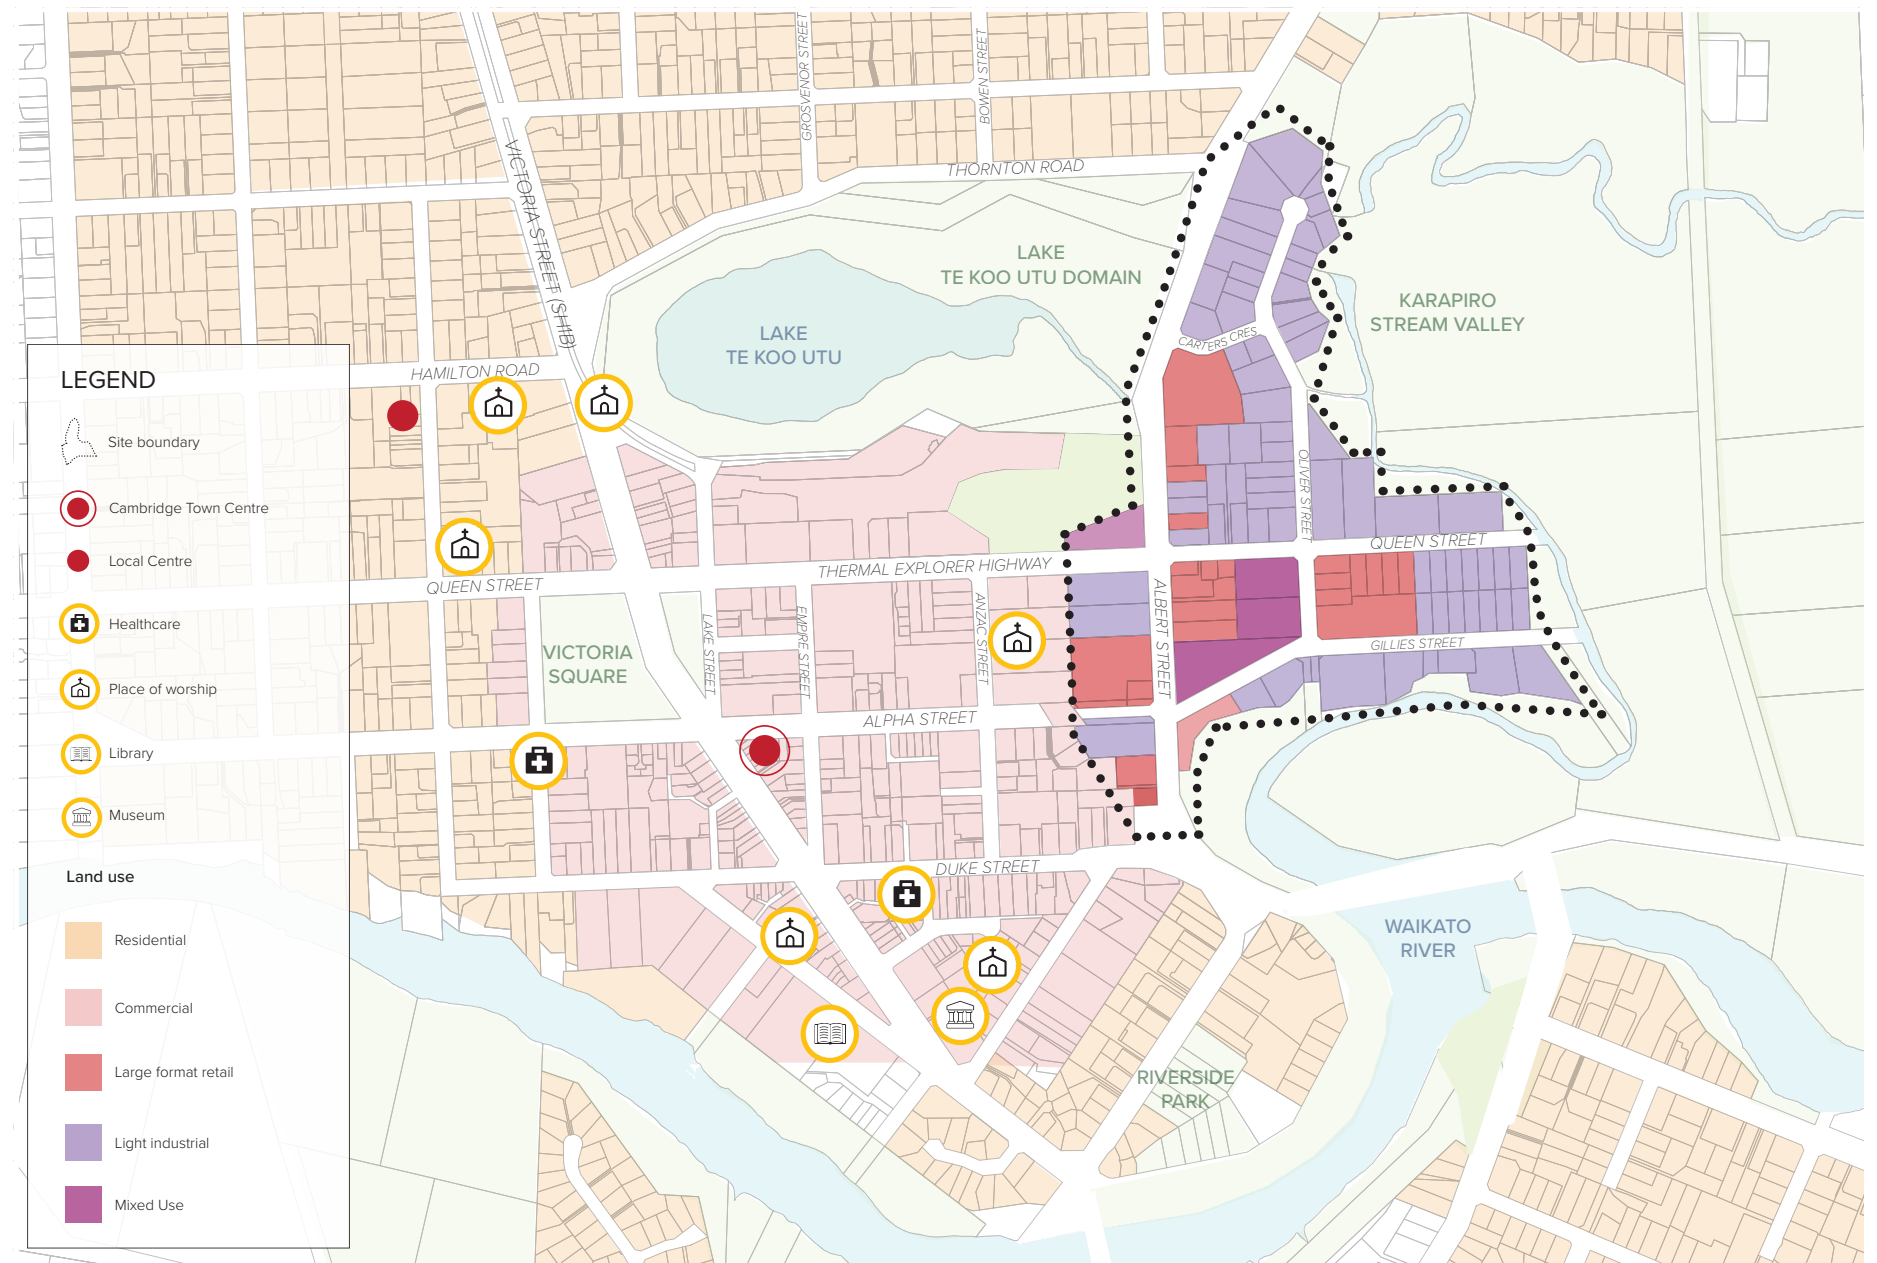 GROSVENOR STREET
BOWEN STREET
THORNTON ROAD
VICTORIA STREET (SH1B)
LAKE
TE KOO UTU DOMAIN
KARAPIRO
STREAM VALLEY
LAKE
TE KOO UTU
CARTERS CRES
HAMILTON ROAD
OLIVER STREET
QUEEN STREET
THERMAL EXPLORER HIGHWAY
QUEEN STREET
LAKE STREET
EMPIRE STREET
ANZAC STREET
ALBERT STREET
GILLIES STREET
VICTORIA
SQUARE
ALPHA STREET
DUKE STREET
WAIKATO
RIVER
RIVERSIDE
PARK
LEGEND
Site boundary
Cambridge Town Centre
Local Centre
Healthcare
Place of worship
Library
Museum
Land use
Residential
Commercial
Large format retail
Light industrial
Mixed Use